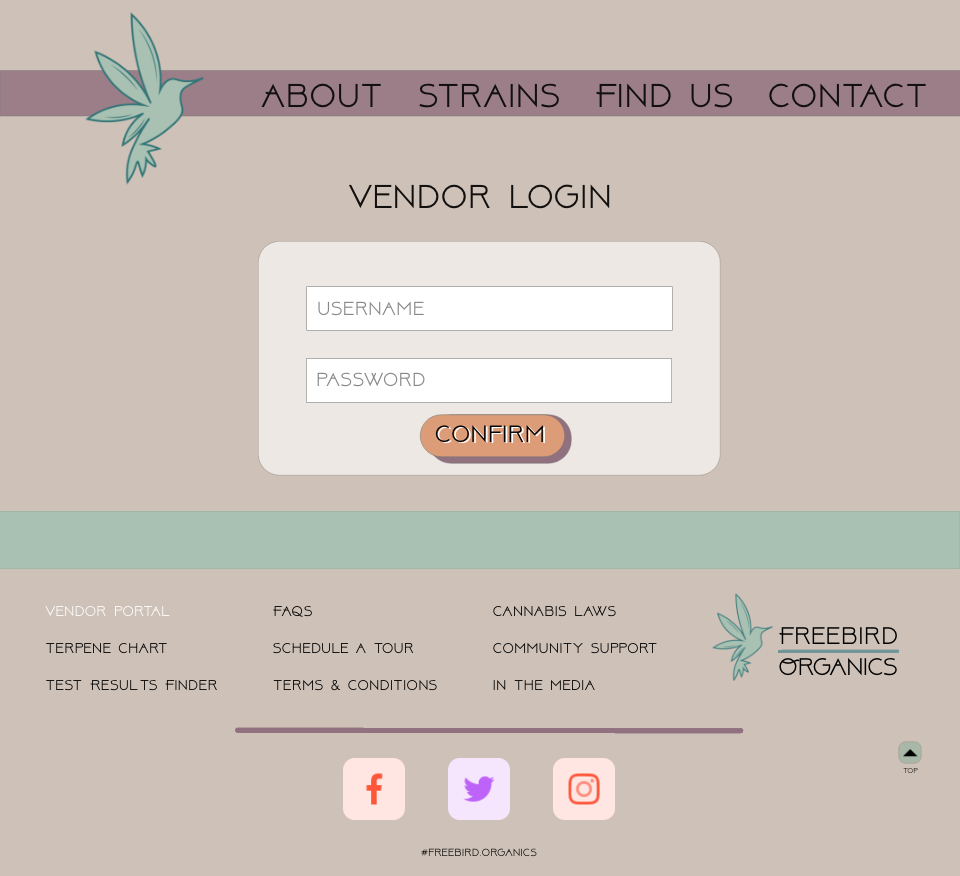 ABOUT STRAINS FIND US CONTACT
VENDOR LOGIN
USERNAME
PASSWORD
CONFIRM
VENDOR PORTAL
TERPENE CHART
TEST RESULTS FINDER
FAQS
SCHEDULE A TOUR
TERMS & CONDITIONS
CANNABIS LAWS
COMMUNITY SUPPORT
IN THE MEDIA
FREEBIRD
ORGANICS
TOP
#FREEBIRD.ORGANICS